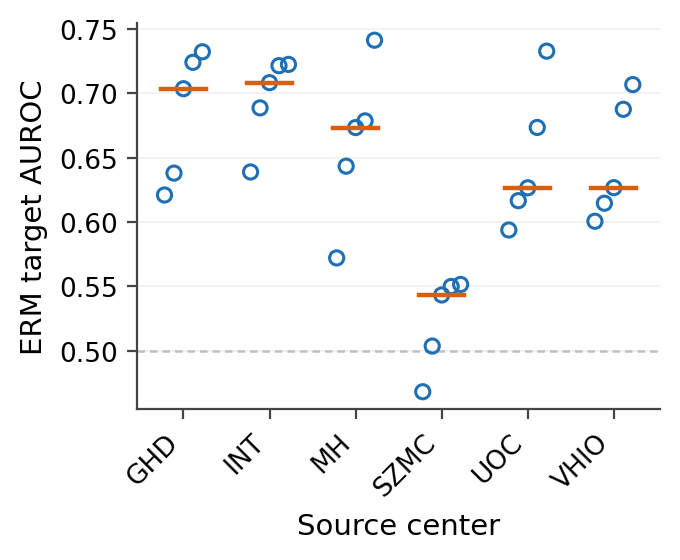 ERM target AUROC
0.75
0.70
0.65
0.60
0.55
0.50
GHD
INT
MH
SZMC
UOC
VHIO
Source center